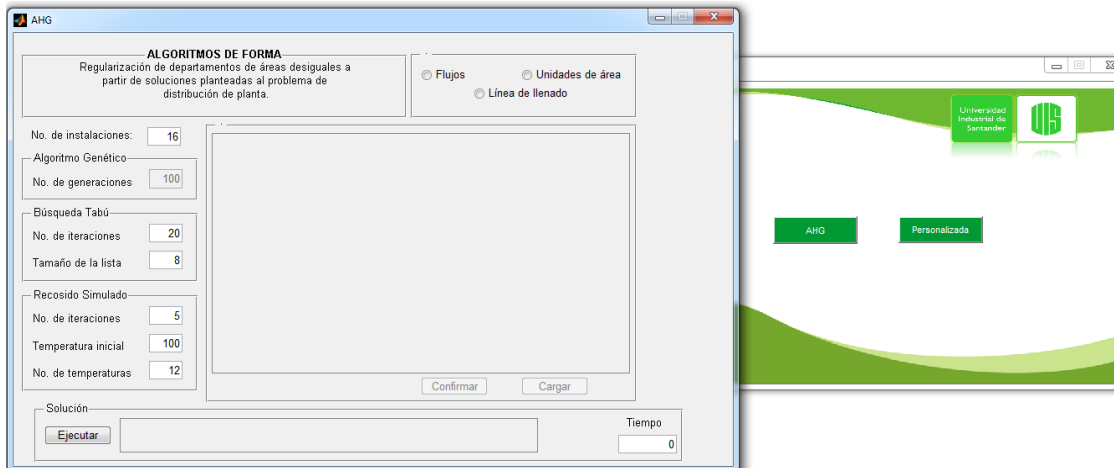 AHG
ALGORITMOS DE FORMA
Regularización de departamentos de áreas desiguales a
partir de soluciones planteadas al problema de
distribución de planta.
Flujos
Unidades de área
Línea de llenado
No. de instalaciones: 16
Algoritmo Genético
No. de generaciones 100
Búsqueda Tabú
No. de iteraciones 20
Tamaño de la lista 8
Recosido Simulado
No. de iteraciones 5
Temperatura inicial 100
No. de temperaturas 12
Confirmar
Cargar
Solución
Ejecutar
Tiempo
0
Universidad
Industrial de
Santander
UIS
AHG
Personalizada